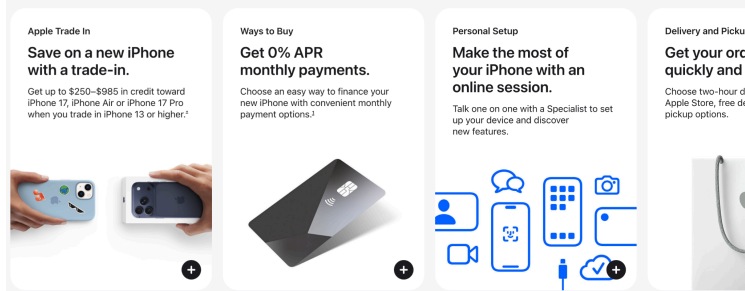 Apple Trade In
Save on a new iPhone
with a trade-in.
Get up to $250–$985 in credit toward
iPhone 17, iPhone Air or iPhone 17 Pro
when you trade in iPhone 13 or higher.²
Ways to Buy
Get 0% APR
monthly payments.
Choose an easy way to finance your
new iPhone with convenient monthly
payment options.¹
Personal Setup
Make the most of
your iPhone with an
online session.
Talk one on one with a Specialist to set
up your device and discover
new features.
Delivery and Pickup
Get your
quickly and
Choose two-hour
Apple Store, free
pickup options.